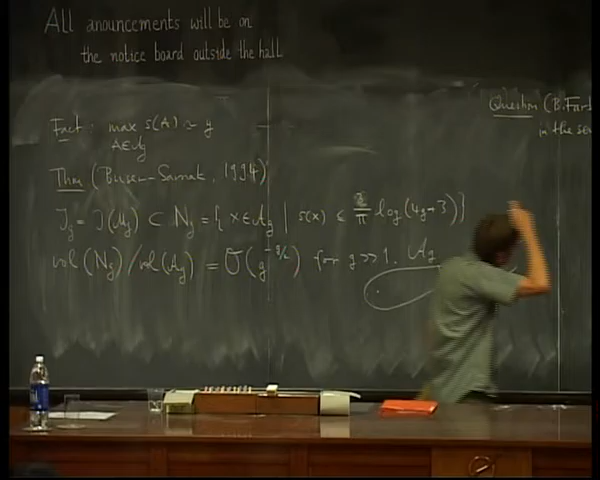 All anouncements will be on
the notice board outside the hall
Fact: max s(A) ~ g
A∈𝒜g
Thm (Buser-Sarnak, 1994)
Jg = J(Mg) ⊂ Ng = { x∈Ag | s(x) ≤ 3/π log(4g+3)}
vol(Ng)/vol(Ag) = O(g^-g/2) for g>>1. Ag
Question (B. Farb
in the se